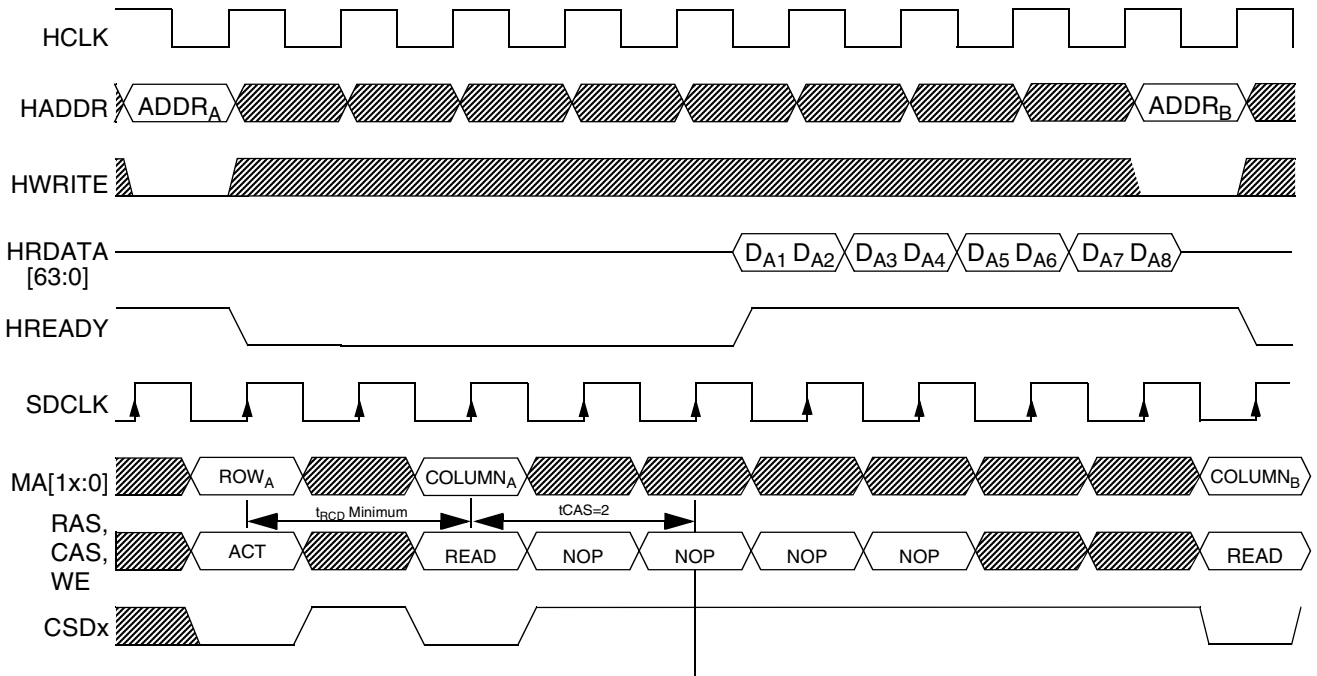 HCLK
HADDR ADDRA ADDRB
HWRITE
HRDATA
[63:0] DA1 DA2 DA3 DA4 DA5 DA6 DA7 DA8
HREADY
SDCLK
MA[1x:0] ROWA COLUMNA COLUMNB
tRCD Minimum tCAS=2
RAS,
CAS,
WE
ACT READ NOP NOP NOP NOP READ
CSDx